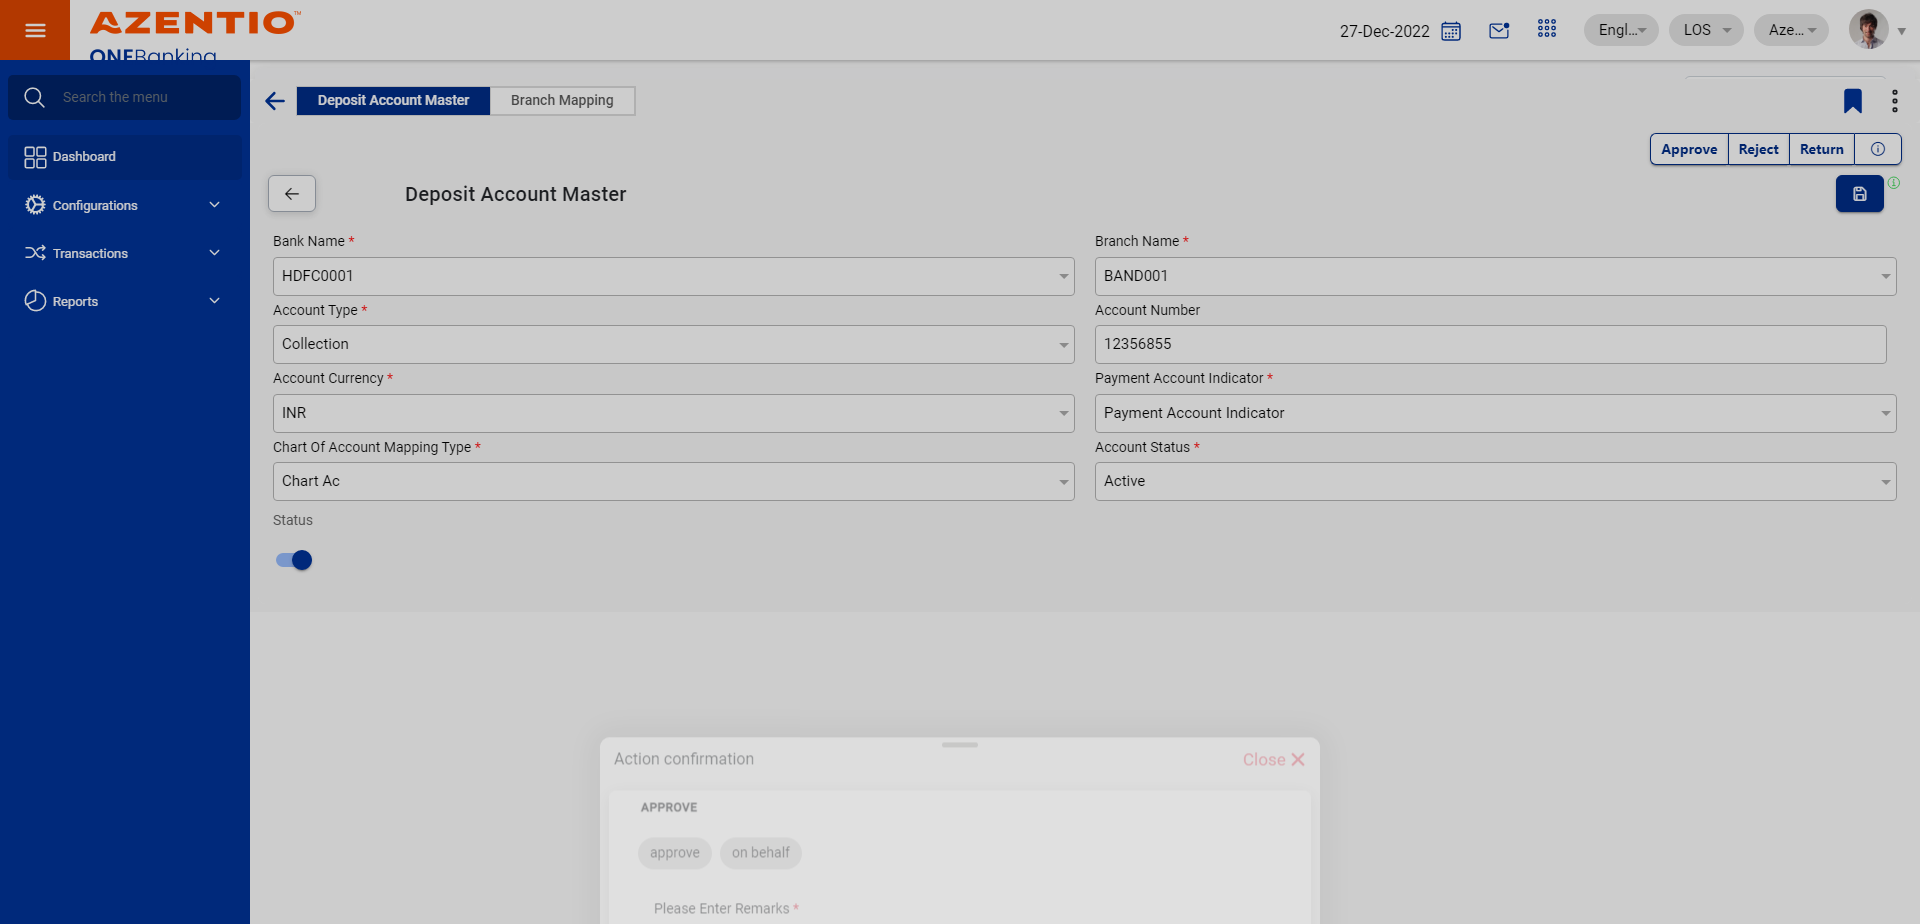 AZENTIO™
ONEBanking
27-Dec-2022
Engl...
LOS
Aze...
Search the menu
Dashboard
Configurations
Transactions
Reports
Deposit Account Master
Branch Mapping
Approve
Reject
Return
Deposit Account Master
Bank Name *
HDFC0001
Branch Name *
BAND001
Account Type *
Collection
Account Number
12356855
Account Currency *
INR
Payment Account Indicator *
Payment Account Indicator
Chart Of Account Mapping Type *
Chart Ac
Account Status *
Active
Status
Action confirmation
Close
APPROVE
approve
on behalf
Please Enter Remarks *